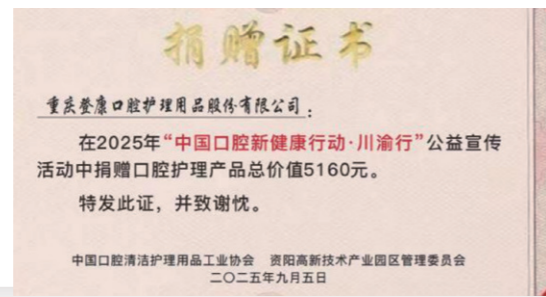 捐赠证书
重庆登康口腔护理用品股份有限公司：
在2025年“中国口腔新健康行动·川渝行”公益宣传
活动中捐赠口腔护理产品总价值5160元。
特发此证，并致谢忱。
中国口腔清洁护理用品工业协会 资阳高新技术产业园区管理委员会
二〇二五年九月五日